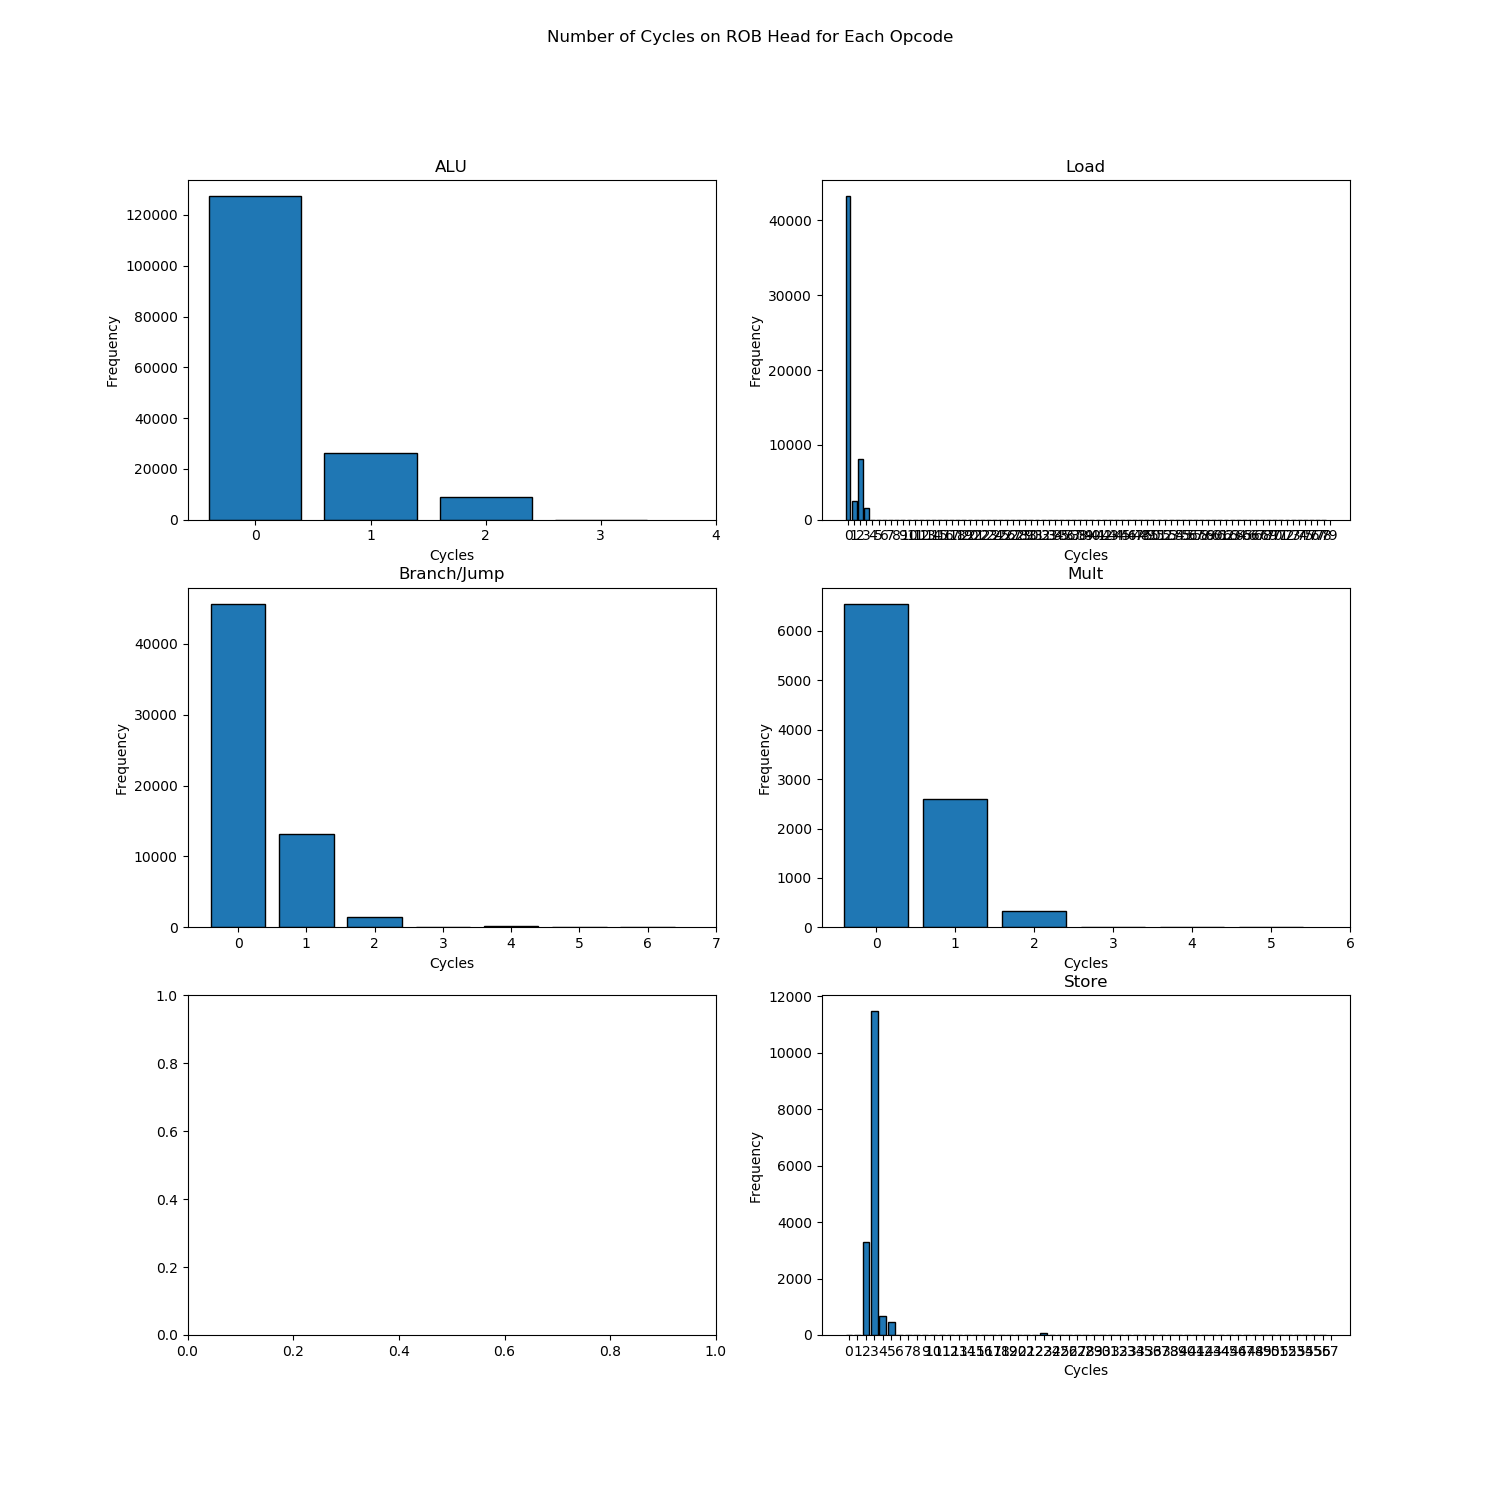 Number of Cycles on ROB Head for Each Opcode
ALU
120000
100000
80000
60000
40000
20000
0
Frequency
0 1 2 3 4
Cycles
Load
40000
30000
20000
10000
0
Frequency
Cycles
Branch/Jump
40000
30000
20000
10000
0
Frequency
0 1 2 3 4 5 6 7
Cycles
Mult
6000
5000
4000
3000
2000
1000
0
Frequency
0 1 2 3 4 5 6
Cycles
1.0
0.8
0.6
0.4
0.2
0.0
0.0 0.2 0.4 0.6 0.8 1.0
Store
12000
10000
8000
6000
4000
2000
0
Frequency
Cycles